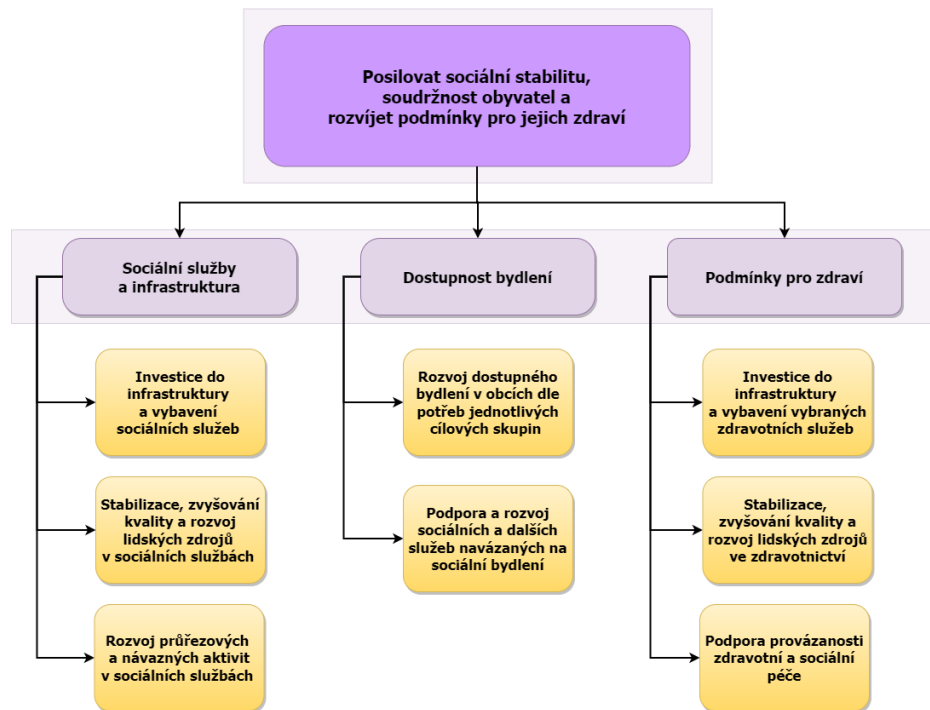 Posilovat sociální stabilitu,
soudržnost obyvatel a
rozvíjet podmínky pro jejich zdraví
Sociální služby
a infrastruktura
Dostupnost bydlení
Podmínky pro zdraví
Investice do
infrastruktury
a vybavení
sociálních služeb
Rozvoj dostupného
bydlení v obcích dle
potřeb jednotlivých
cílových skupin
Investice do
infrastruktury
a vybavení vybraných
zdravotních služeb
Stabilizace, zvyšování
kvality a rozvoj
lidských zdrojů
v sociálních službách
Podpora a rozvoj
sociálních a dalších
služeb navázaných na
sociální bydlení
Stabilizace,
zvyšování kvality a
rozvoj lidských zdrojů
ve zdravotnictví
Rozvoj průřezových
a návazných aktivit
v sociálních službách
Podpora provázanosti
zdravotní a sociální
péče